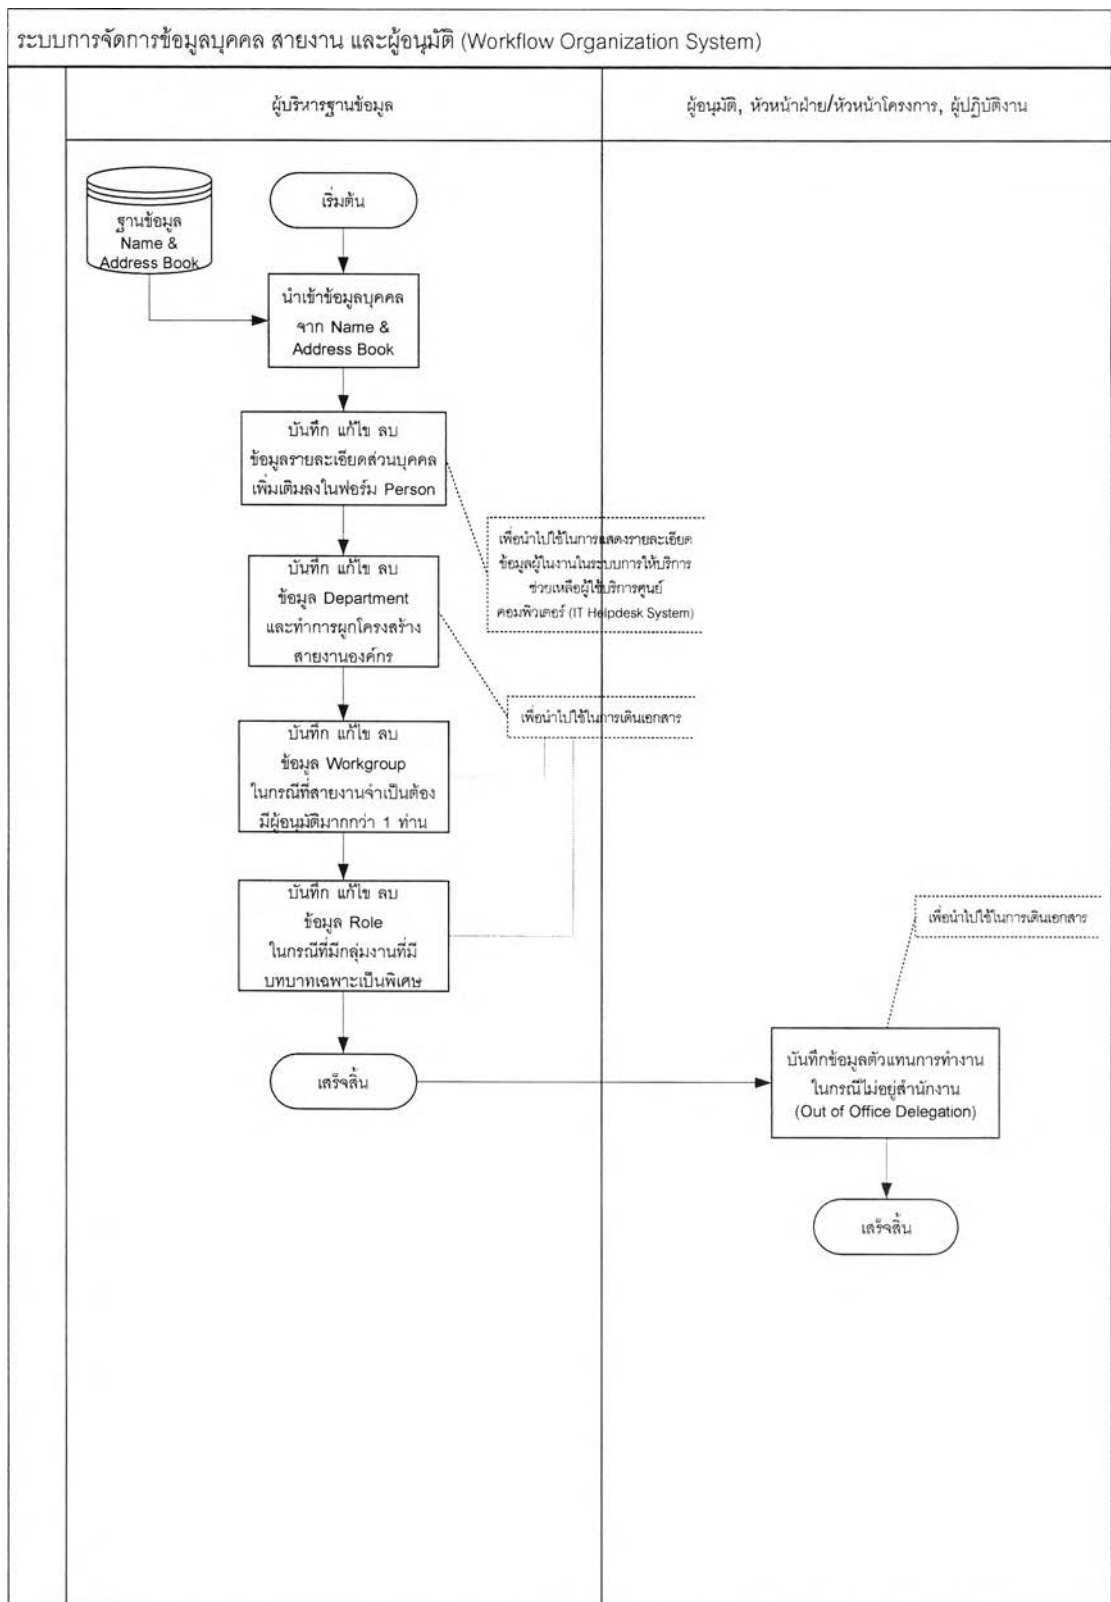 ระบบการจัดการข้อมูลบุคคล สายงาน และผู้อนุมัติ (Workflow Organization System)
ผู้บริหารฐานข้อมูล
ผู้อนุมัติ, หัวหน้าฝ่าย/หัวหน้าโครงการ, ผู้ปฏิบัติงาน
ฐานข้อมูล
Name &
Address Book
เริ่มต้น
นำเข้าข้อมูลบุคคล
จาก Name &
Address Book
บันทึก แก้ไข ลบ
ข้อมูลรายละเอียดส่วนบุคคล
เพิ่มเติมลงในฟอร์ม Person
เพื่อนำไปใช้ในการแสดงรายละเอียด
ข้อมูลผู้ในงานในระบบการให้บริการ
ช่วยเหลือผู้ใช้บริการศูนย์
คอมพิวเตอร์ (IT Helpdesk System)
บันทึก แก้ไข ลบ
ข้อมูล Department
และทำการผูกโครงสร้าง
สายงานองค์กร
เพื่อนำไปใช้ในการเดินเอกสาร
บันทึก แก้ไข ลบ
ข้อมูล Workgroup
ในกรณีที่สายงานจำเป็นต้อง
มีผู้อนุมัติมากกว่า 1 ท่าน
บันทึก แก้ไข ลบ
ข้อมูล Role
ในกรณีที่มีกลุ่มงานที่มี
บทบาทเฉพาะเป็นพิเศษ
เพื่อนำไปใช้ในการเดินเอกสาร
เสร็จสิ้น
บันทึกข้อมูลตัวแทนการทำงาน
ในกรณีไม่อยู่สำนักงาน
(Out of Office Delegation)
เสร็จสิ้น